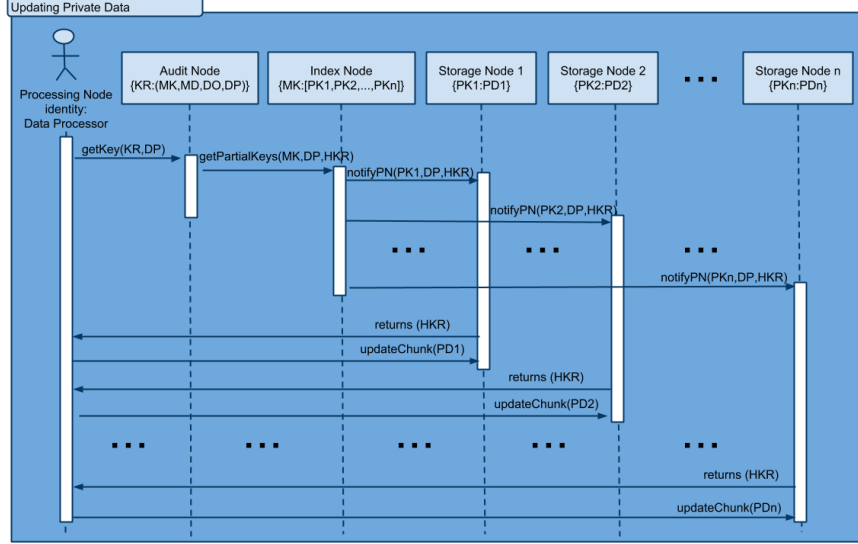 Updating Private Data
Processing Node
identity:
Data Processor
Audit Node
{KR:(MK,MD,DO,DP)}
Index Node
{MK:[PK1,PK2,...,PKn]}
Storage Node 1
{PK1:PD1}
Storage Node 2
{PK2:PD2}
Storage Node n
{PKn:PDn}
getKey(KR,DP)
getPartialKeys(MK,DP,HKR)
notifyPN(PK1,DP,HKR)
notifyPN(PK2,DP,HKR)
notifyPN(PKn,DP,HKR)
returns (HKR)
updateChunk(PD1)
returns (HKR)
updateChunk(PD2)
returns (HKR)
updateChunk(PDn)